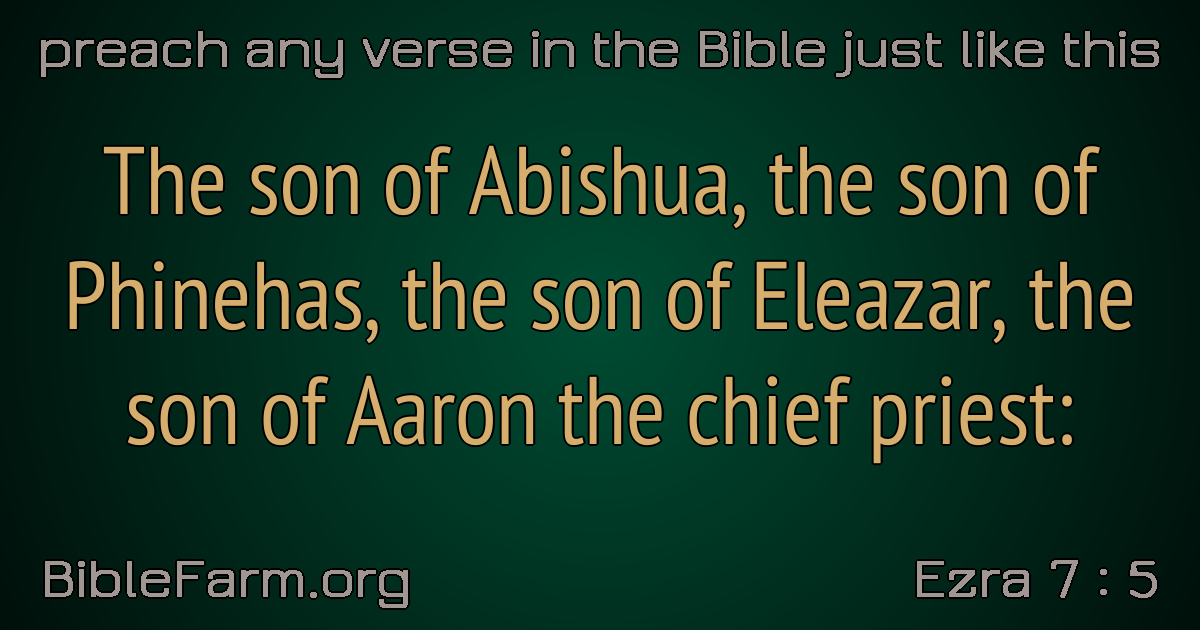 preach any verse in the Bible just like this
The son of Abishua, the son of
Phinehas, the son of Eleazar, the
son of Aaron the chief priest:
BibleFarm.org
Ezra 7 : 5